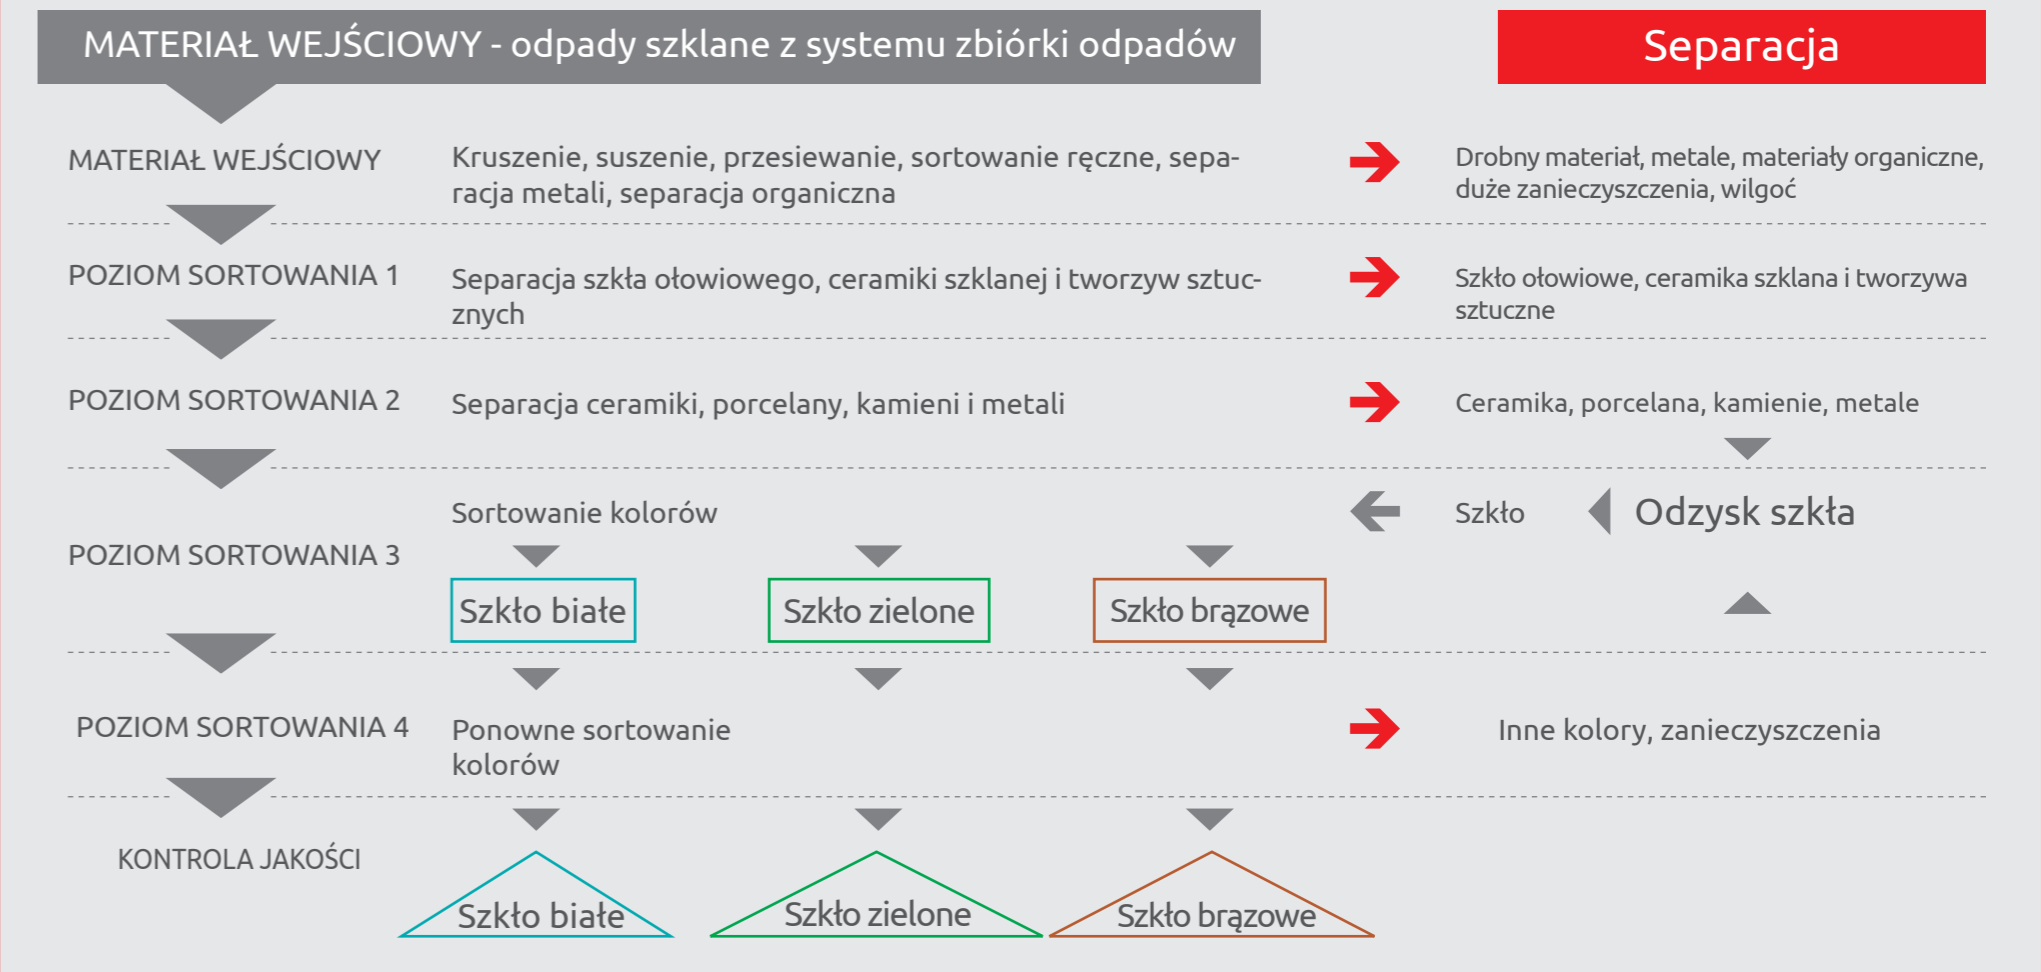 MATERIAŁ WEJŚCIOWY - odpady szklane z systemu zbiórki odpadów
Separacja
MATERIAŁ WEJŚCIOWY
Kruszenie, suszenie, przesiewanie, sortowanie ręczne, sepa-
racja metali, separacja organiczna
Drobny materiał, metale, materiały organiczne,
duże zanieczyszczenia, wilgoć
POZIOM SORTOWANIA 1
Separacja szkła ołowiowego, ceramiki szklanej i tworzyw sztuc-
znych
Szkło ołowiowe, ceramika szklana i tworzywa
sztuczne
POZIOM SORTOWANIA 2
Separacja ceramiki, porcelany, kamieni i metali
Ceramika, porcelana, kamienie, metale
POZIOM SORTOWANIA 3
Sortowanie kolorów
Szkło
Odzysk szkła
Szkło białe
Szkło zielone
Szkło brązowe
POZIOM SORTOWANIA 4
Ponowne sortowanie
kolorów
Inne kolory, zanieczyszczenia
KONTROLA JAKOŚCI
Szkło białe
Szkło zielone
Szkło brązowe